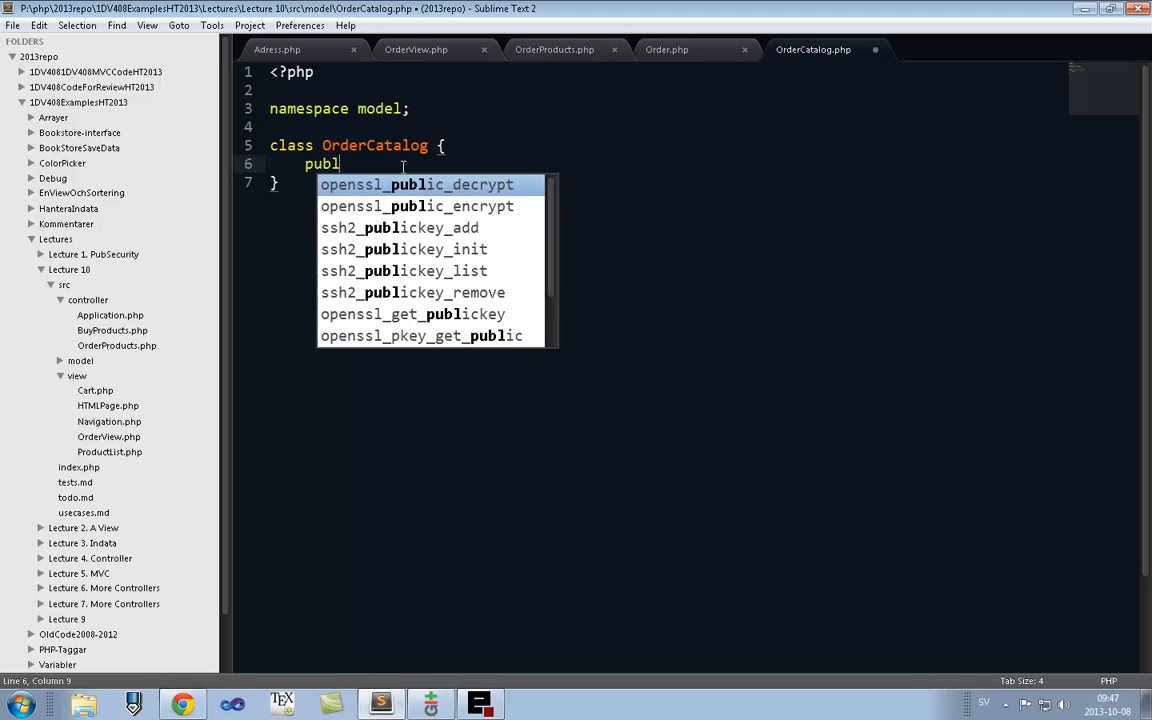 P:\php\2013repo\1DV408ExamplesHT2013\Lectures\Lecture 10\src\model\OrderCatalog.php • (2013repo) - Sublime Text 2
File Edit Selection Find View Goto Tools Project Preferences Help
FOLDERS
2013repo
1DV4081DV408MVCCodeHT2013
1DV408CodeForReviewHT2013
1DV408ExamplesHT2013
Arrayer
Bookstore-interface
BookStoreSaveData
ColorPicker
Debug
EnViewOchSortering
HanteraIndata
Kommentarer
Lectures
Lecture 1. PubSecurity
Lecture 10
src
controller
Application.php
BuyProducts.php
OrderProducts.php
model
view
Cart.php
HTMLPage.php
Navigation.php
OrderView.php
ProductList.php
index.php
tests.md
todo.md
usecases.md
Lecture 2. A View
Lecture 3. Indata
Lecture 4. Controller
Lecture 5. MVC
Lecture 6. More Controllers
Lecture 7. More Controllers
Lecture 9
OldCode2008-2012
PHP-Taggar
Variabler
Adress.php OrderView.php OrderProducts.php Order.php OrderCatalog.php
1 <?php
2
3 namespace model;
4
5 class OrderCatalog {
6 publ
7 }
openssl_public_decrypt
openssl_public_encrypt
ssh2_publickey_add
ssh2_publickey_init
ssh2_publickey_list
ssh2_publickey_remove
openssl_get_publickey
openssl_pkey_get_public
Line 6, Column 9 Tab Size: 4 PHP
SV 09:47
2013-10-08